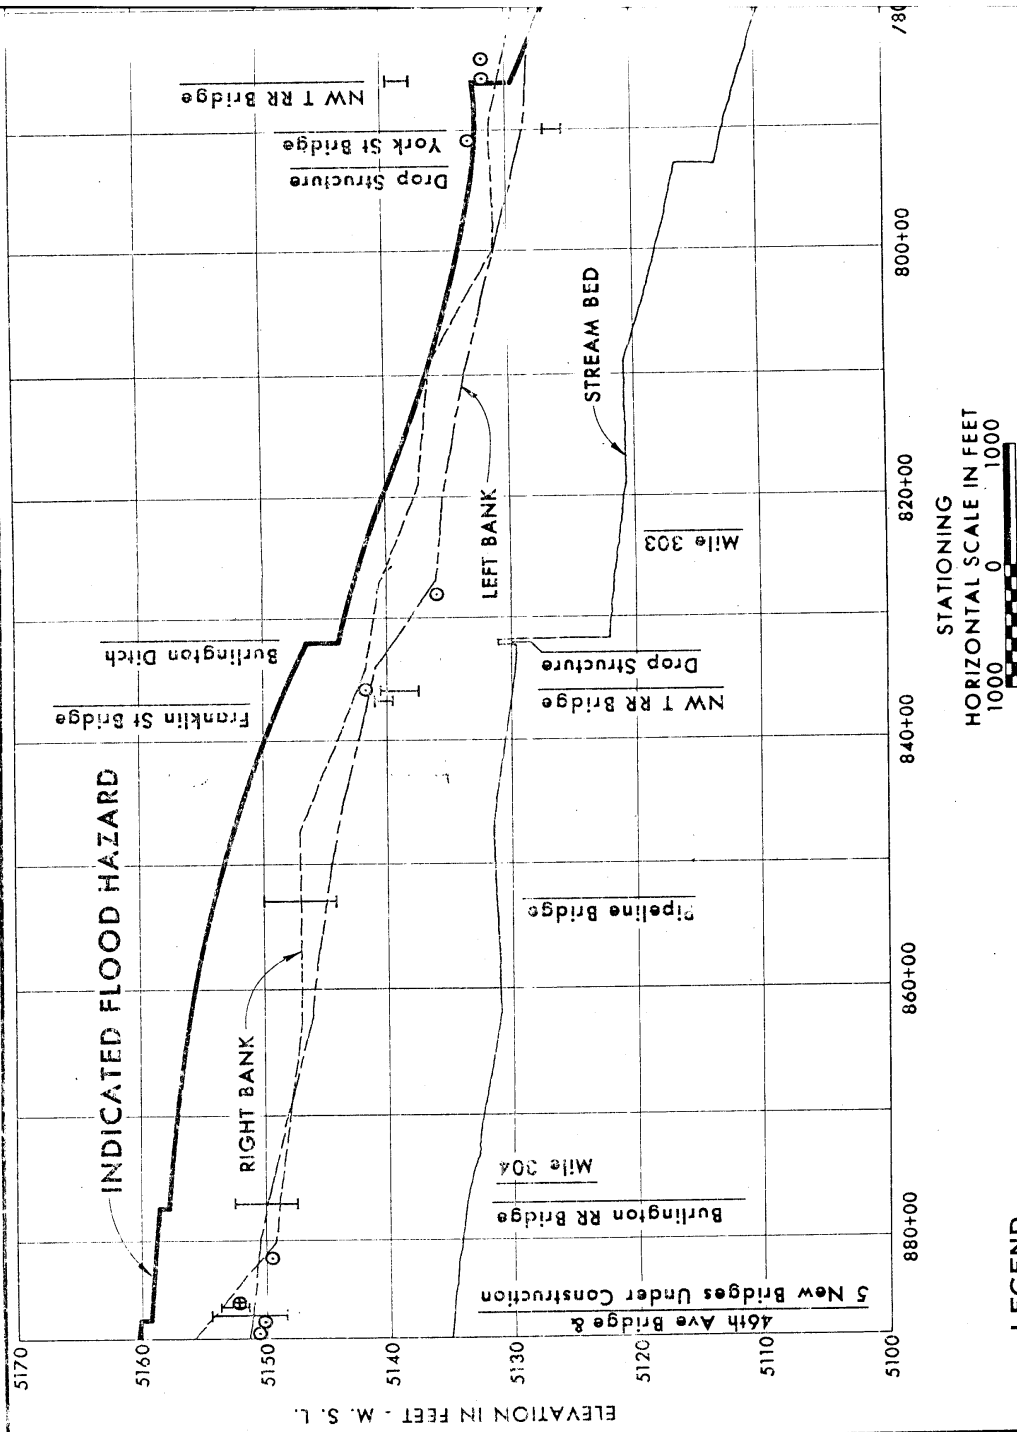 ELEVATION IN FEET - M. S. L.
5170
5160
5150
5140
5130
5120
5110
5100
46th Ave Bridge &
5 New Bridges Under Construction
Burlington RR Bridge
Mile 304
Pipeline Bridge
NW T RR Bridge
Drop Structure
Mile 303
Franklin St Bridge
Burlington Ditch
Drop Structure
York St Bridge
NW T RR Bridge
INDICATED FLOOD HAZARD
RIGHT BANK
LEFT BANK
STREAM BED
880+00
860+00
840+00
820+00
800+00
STATIONING
HORIZONTAL SCALE IN FEET
1000 0 1000
LEGEND